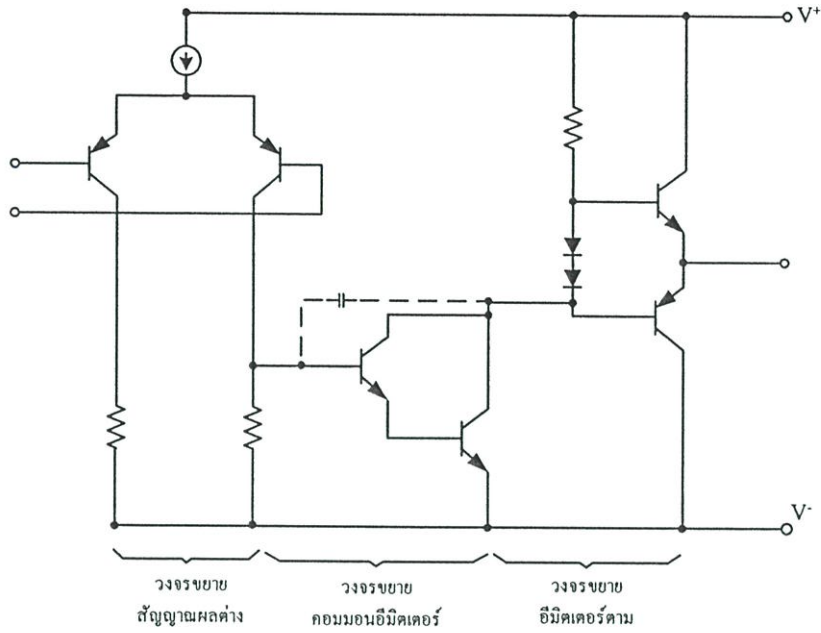 V+
V-
วงจรขยาย
สัญญาณผลต่าง
วงจรขยาย
คอมมอนอีมิตเตอร์
วงจรขยาย
อีมิตเตอร์ตาม